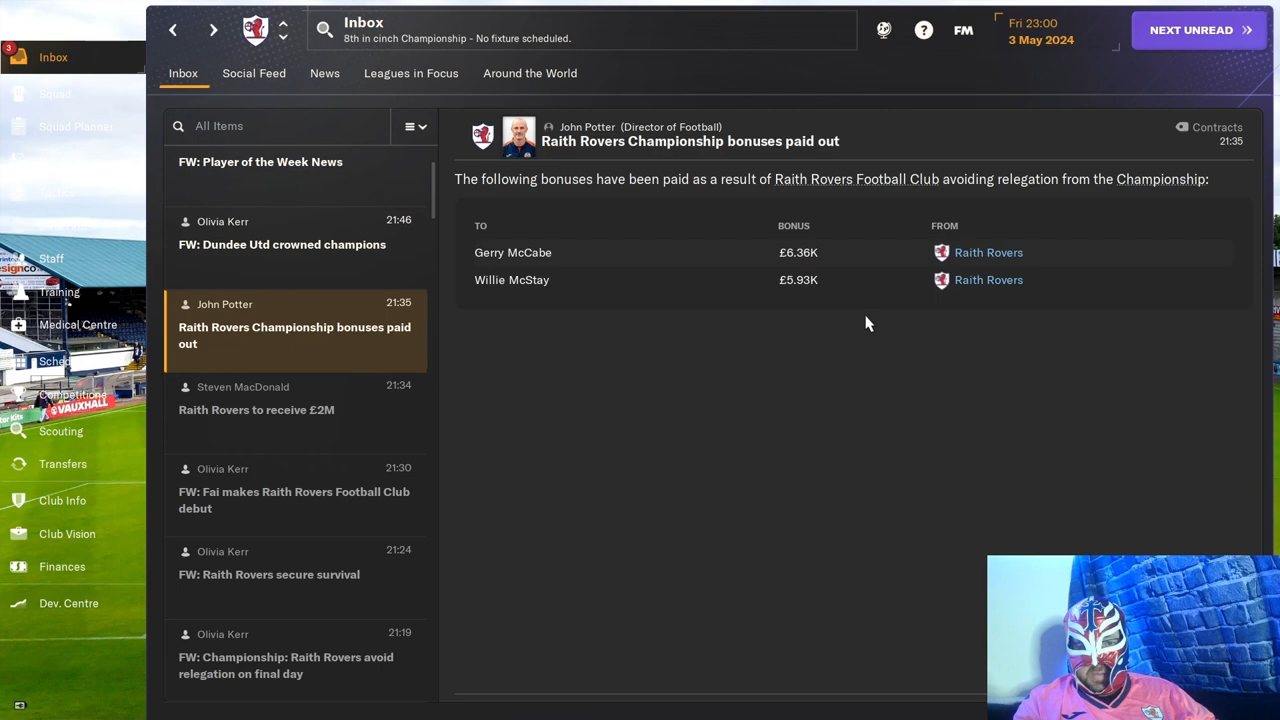 Inbox
8th in cinch Championship - No fixture scheduled.
FM
Fri 23:00
3 May 2024
NEXT UNREAD
3
Inbox
Squad
Squad Planner
Staff
Training
Medical Centre
Sched
Competitions
Scouting
Transfers
Club Info
Club Vision
Finances
Dev. Centre
Inbox Social Feed News Leagues in Focus Around the World
All Items
FW: Player of the Week News
Olivia Kerr 21:46
FW: Dundee Utd crowned champions
John Potter 21:35
Raith Rovers Championship bonuses paid
out
Steven MacDonald 21:34
Raith Rovers to receive £2M
Olivia Kerr 21:30
FW: Fai makes Raith Rovers Football Club
debut
Olivia Kerr 21:24
FW: Raith Rovers secure survival
Olivia Kerr 21:19
FW: Championship: Raith Rovers avoid
relegation on final day
John Potter (Director of Football)
Raith Rovers Championship bonuses paid out
Contracts
21:35
The following bonuses have been paid as a result of Raith Rovers Football Club avoiding relegation from the Championship:
TO BONUS FROM
Gerry McCabe £6.36K Raith Rovers
Willie McStay £5.93K Raith Rovers
VAUXHALL